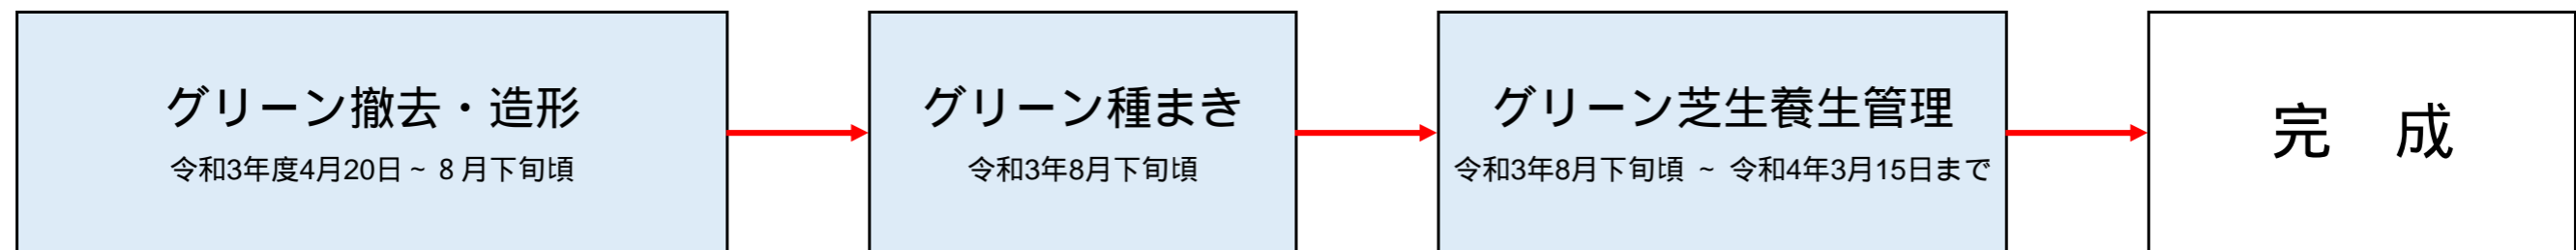 グリーン撤去・造形
令和3年度4月20日 ~ 8月下旬頃
グリーン種まき
令和3年8月下旬頃
グリーン芝生養生管理
令和3年8月下旬頃 ~ 令和4年3月15日まで
完　成